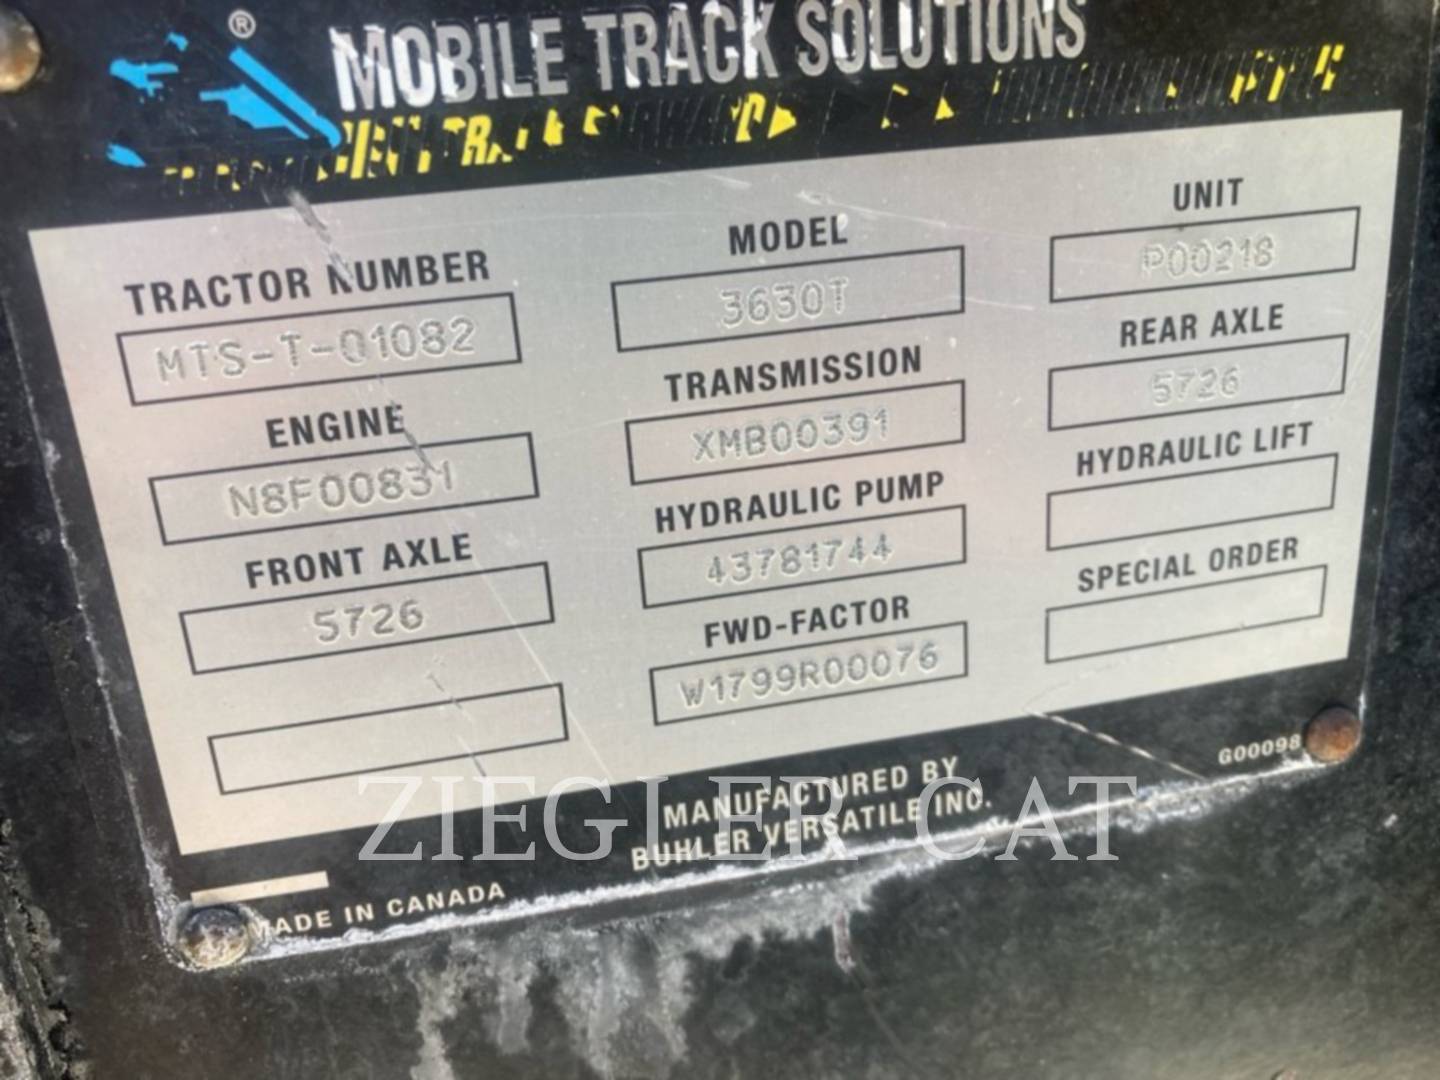 ®
MOBILE TRACK SOLUTIONS
TRACTOR NUMBER
MTS-T-01082
ENGINE
N8F00831
FRONT AXLE
5726
MODEL
3630T
TRANSMISSION
XMB00391
HYDRAULIC PUMP
43781744
FWD-FACTOR
W1799R00076
UNIT
P00218
REAR AXLE
5726
HYDRAULIC LIFT
SPECIAL ORDER
G00098
MANUFACTURED BY
BUHLER VERSATILE INC.
MADE IN CANADA
ZIEGLER CAT